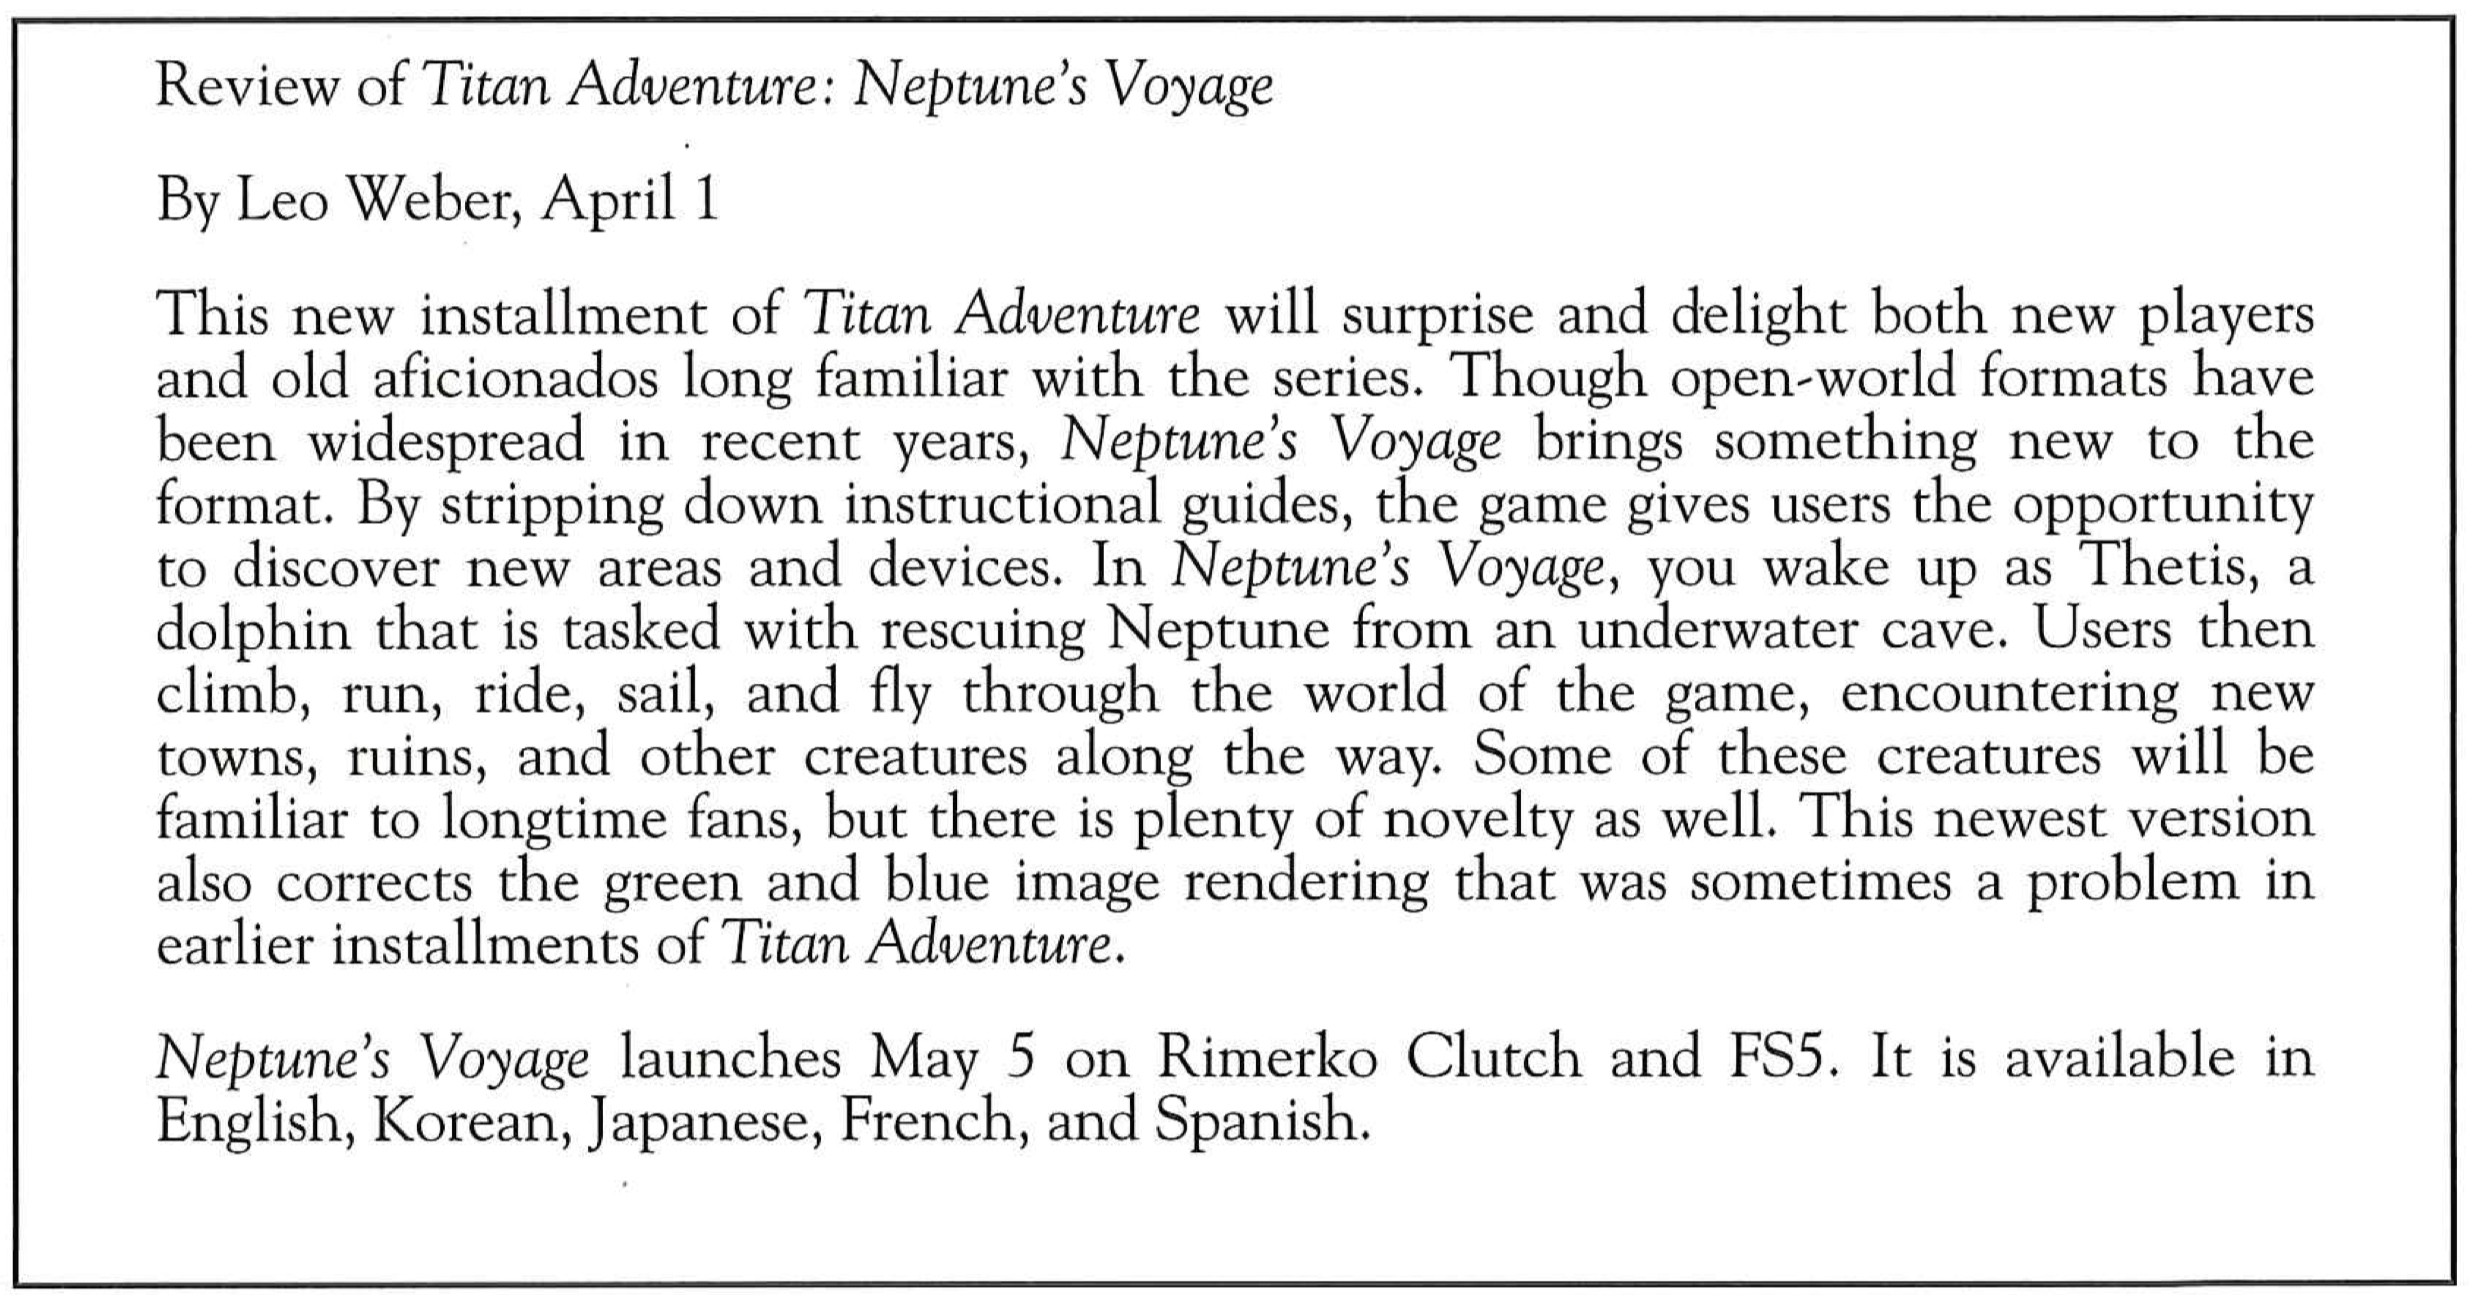 Review of Titan Adventure: Neptune's Voyage
By Leo Weber, April 1
This new installment of Titan Adventure will surprise and delight both new players
and old aficionados long familiar with the series. Though open-world formats have
been widespread in recent years, Neptune's Voyage brings something new to the
format. By stripping down instructional guides, the game gives users the opportunity
to discover new areas and devices. In Neptune's Voyage, you wake up as Thetis, a
dolphin that is tasked with rescuing Neptune from an underwater cave. Users then
climb, run, ride, sail, and fly through the world of the game, encountering new
towns, ruins, and other creatures along the way. Some of these creatures will be
familiar to longtime fans, but there is plenty of novelty as well. This newest version
also corrects the green and blue image rendering that was sometimes a problem in
earlier installments of Titan Adventure.
Neptune's Voyage launches May 5 on Rimerko Clutch and FS5. It is available in
English, Korean, Japanese, French, and Spanish.